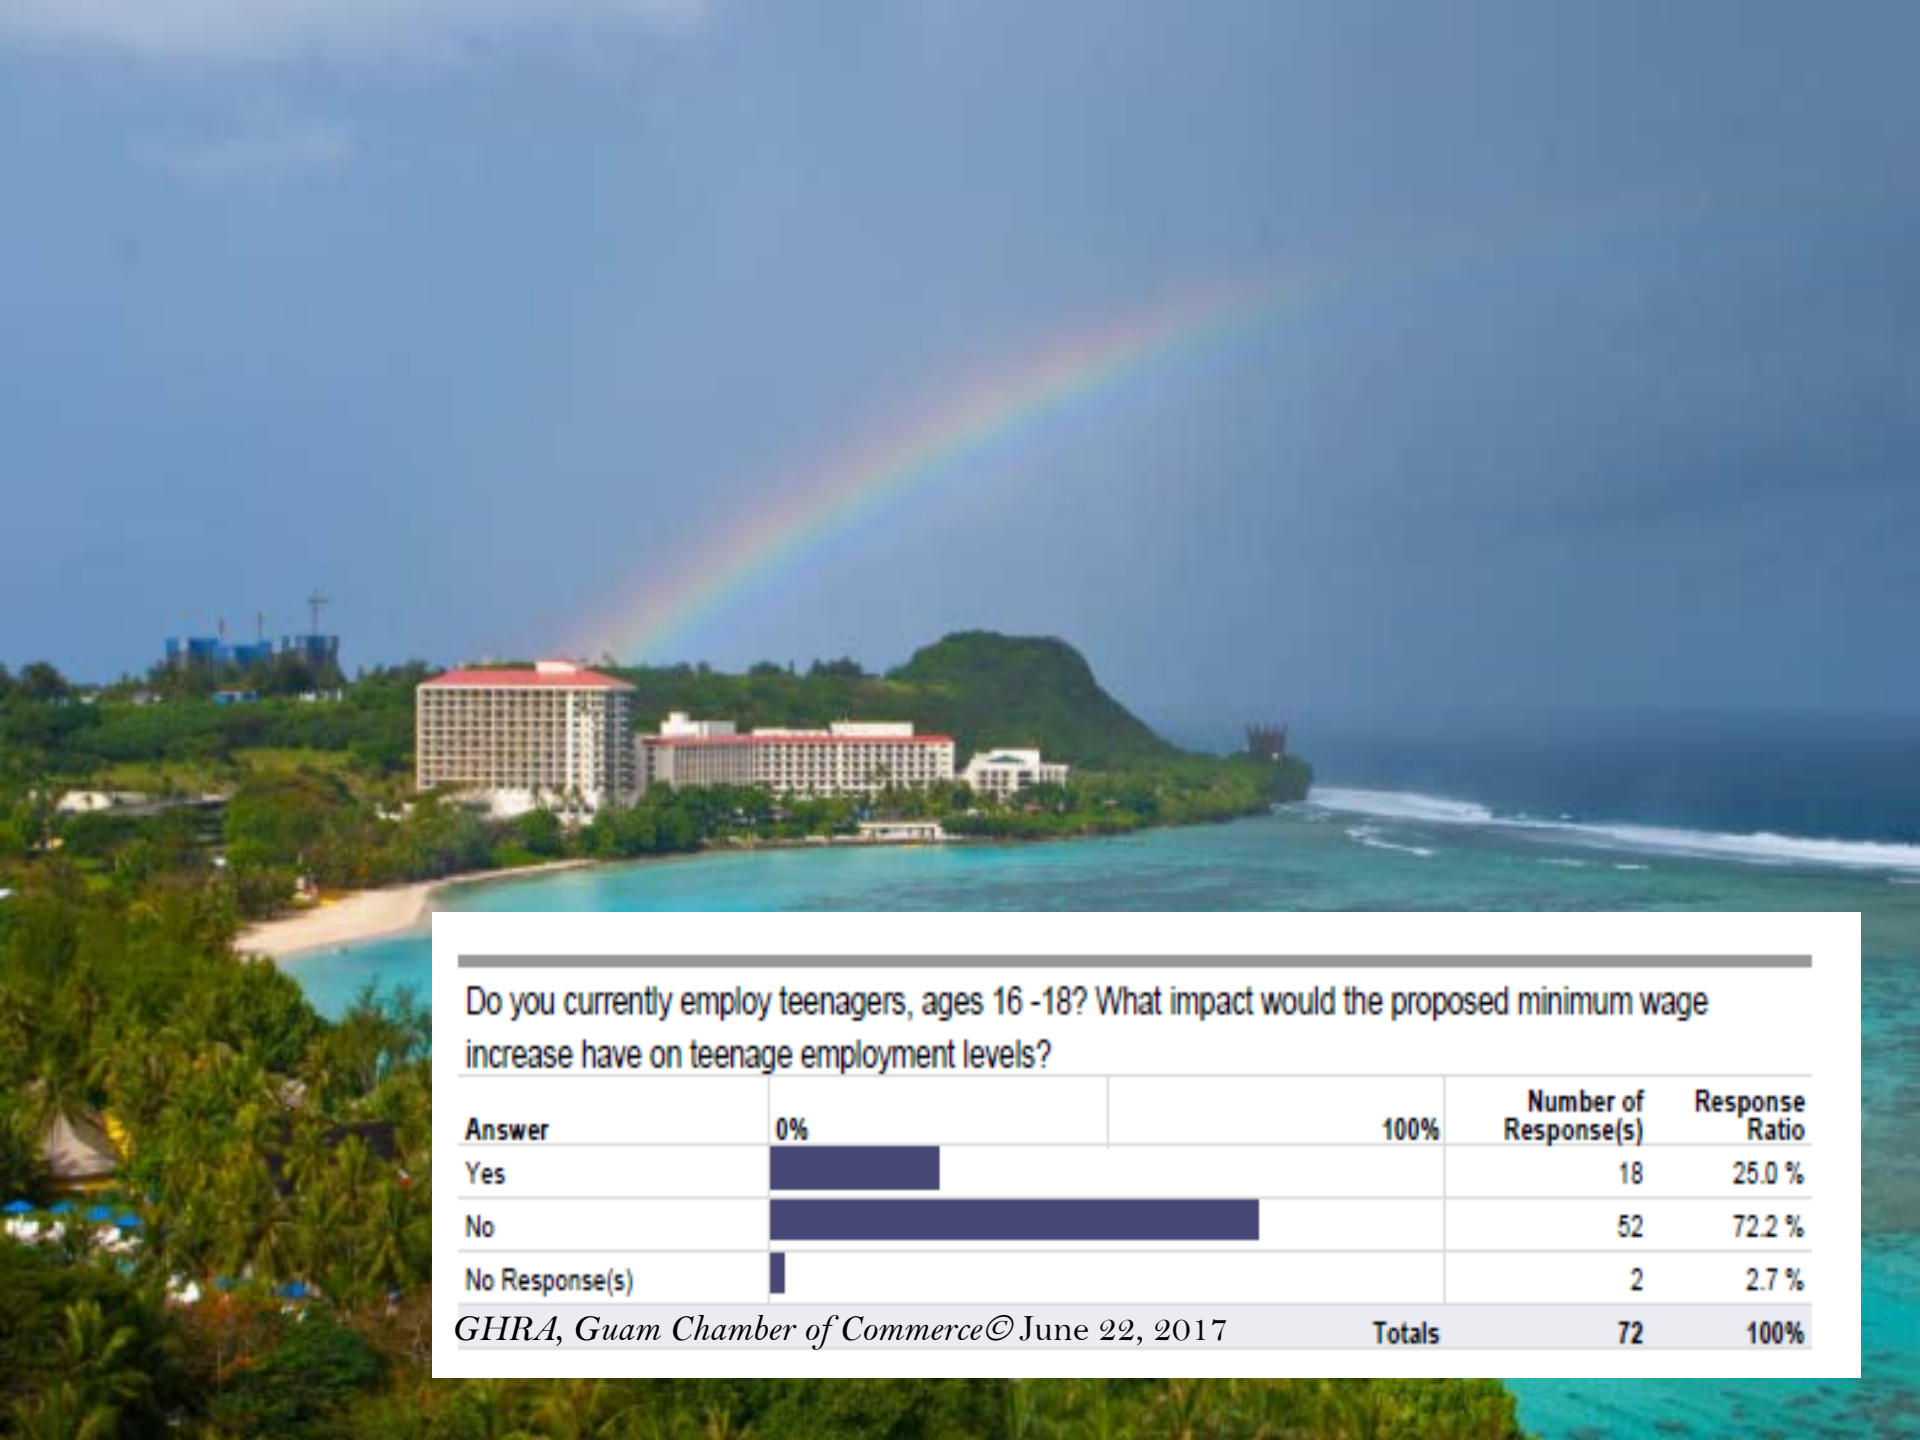 Do you currently employ teenagers, ages 16 -18? What impact would the proposed minimum wage
increase have on teenage employment levels?
Answer 0% 100% Number of Response(s) Response Ratio
Yes 18 25.0 %
No 52 72.2 %
No Response(s) 2 2.7 %
GHRA, Guam Chamber of Commerce© June 22, 2017 Totals 72 100%